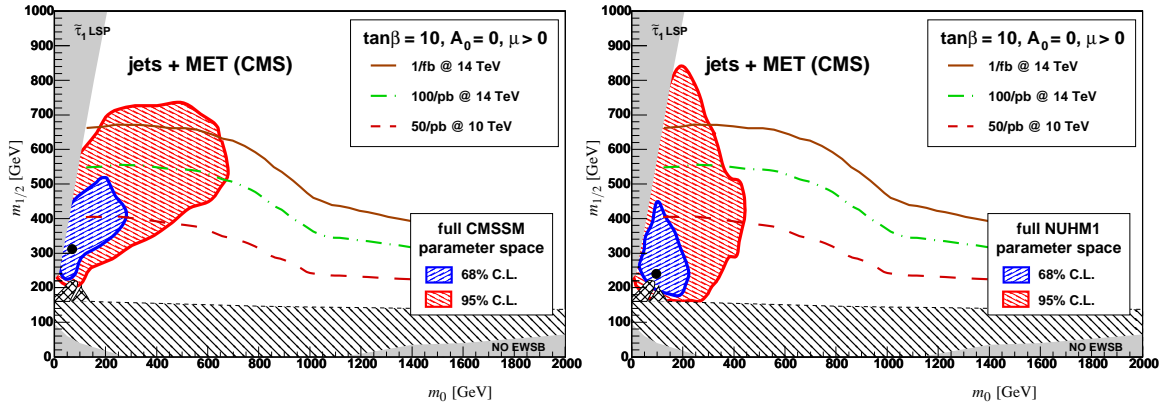 1000
900
800
700
600
500
400
300
200
100
0
m1/2 [GeV]
τ̃1 LSP
jets + MET (CMS)
tanβ = 10, A0 = 0, μ > 0
1/fb @ 14 TeV
100/pb @ 14 TeV
50/pb @ 10 TeV
full CMSSM
parameter space
68% C.L.
95% C.L.
NO EWSB
0 200 400 600 800 1000 1200 1400 1600 1800 2000
m0 [GeV]
1000
900
800
700
600
500
400
300
200
100
0
m1/2 [GeV]
τ̃1 LSP
jets + MET (CMS)
tanβ = 10, A0 = 0, μ > 0
1/fb @ 14 TeV
100/pb @ 14 TeV
50/pb @ 10 TeV
full NUHM1
parameter space
68% C.L.
95% C.L.
NO EWSB
0 200 400 600 800 1000 1200 1400 1600 1800 2000
m0 [GeV]